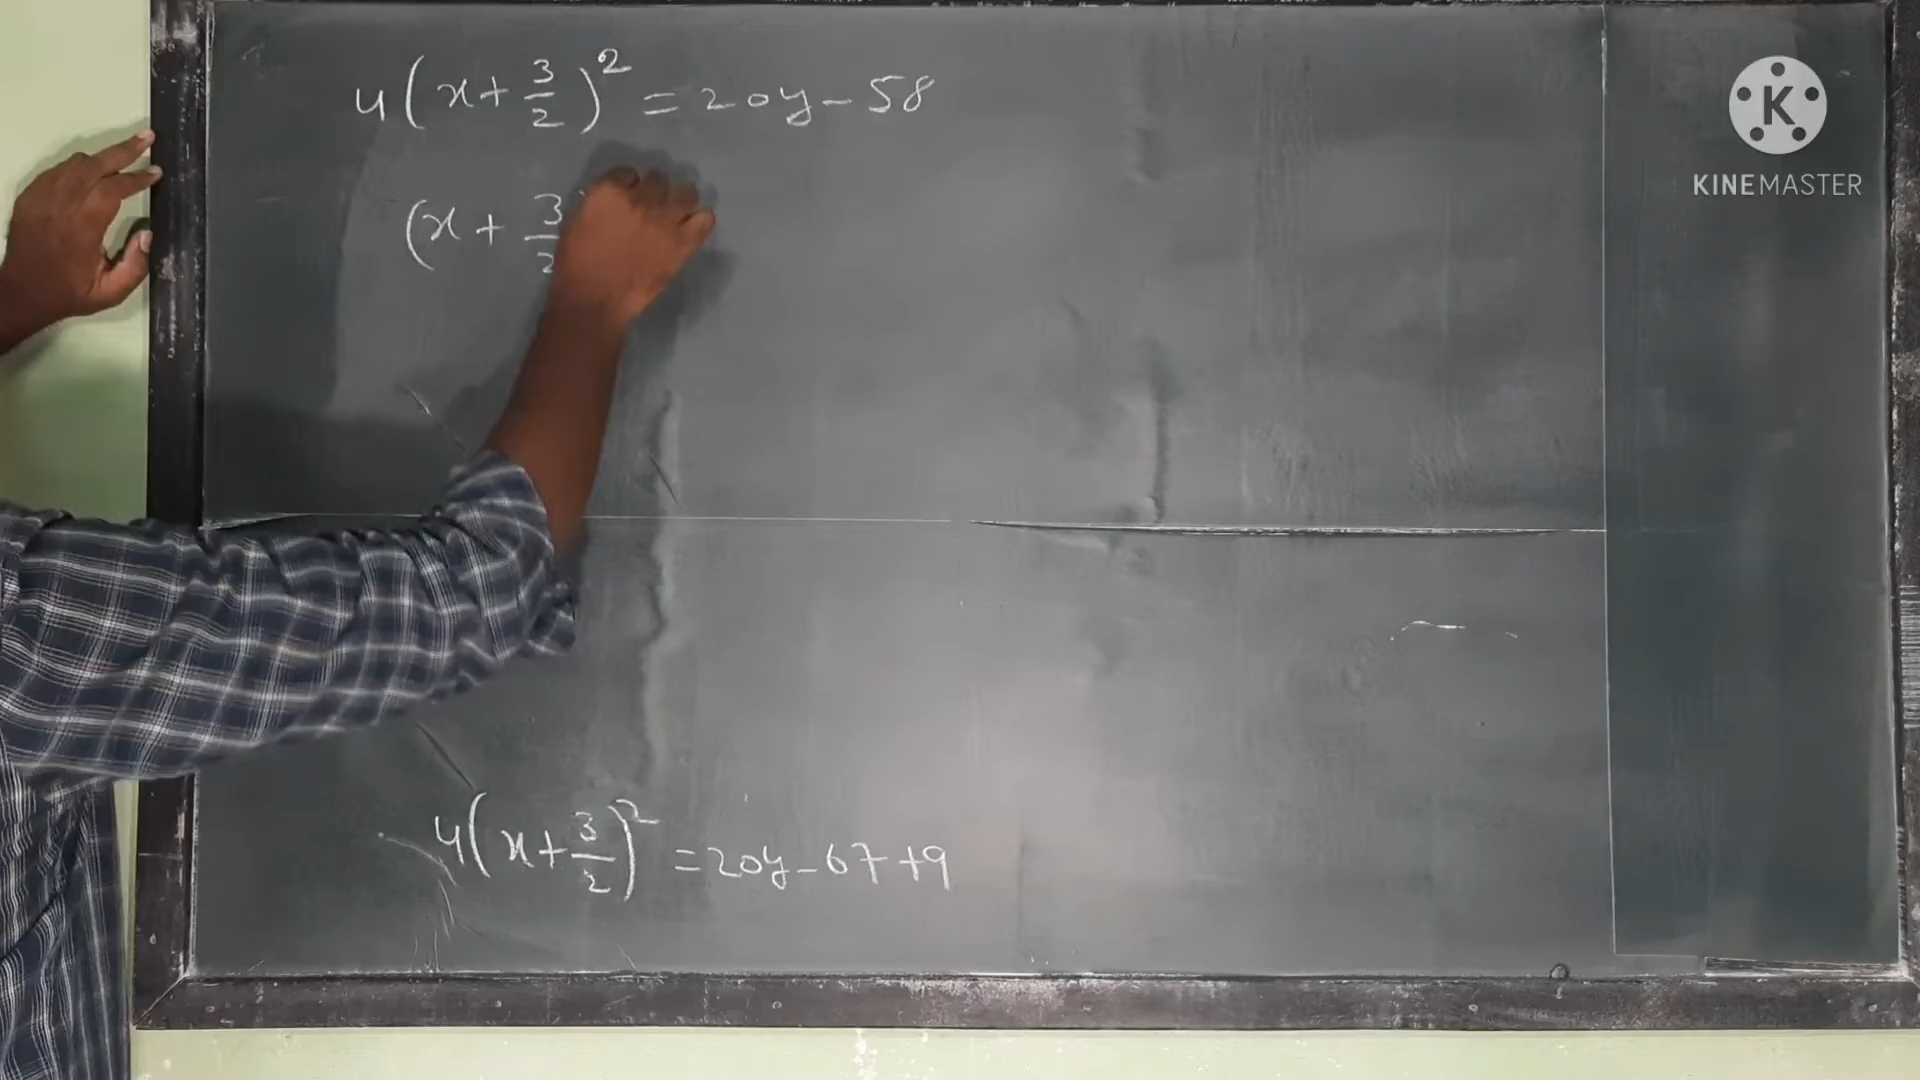 4(x+3/2)² = 20y - 58
(x + 3/2
4(x+3/2)² = 20y - 67 + 9
K
KINEMASTER